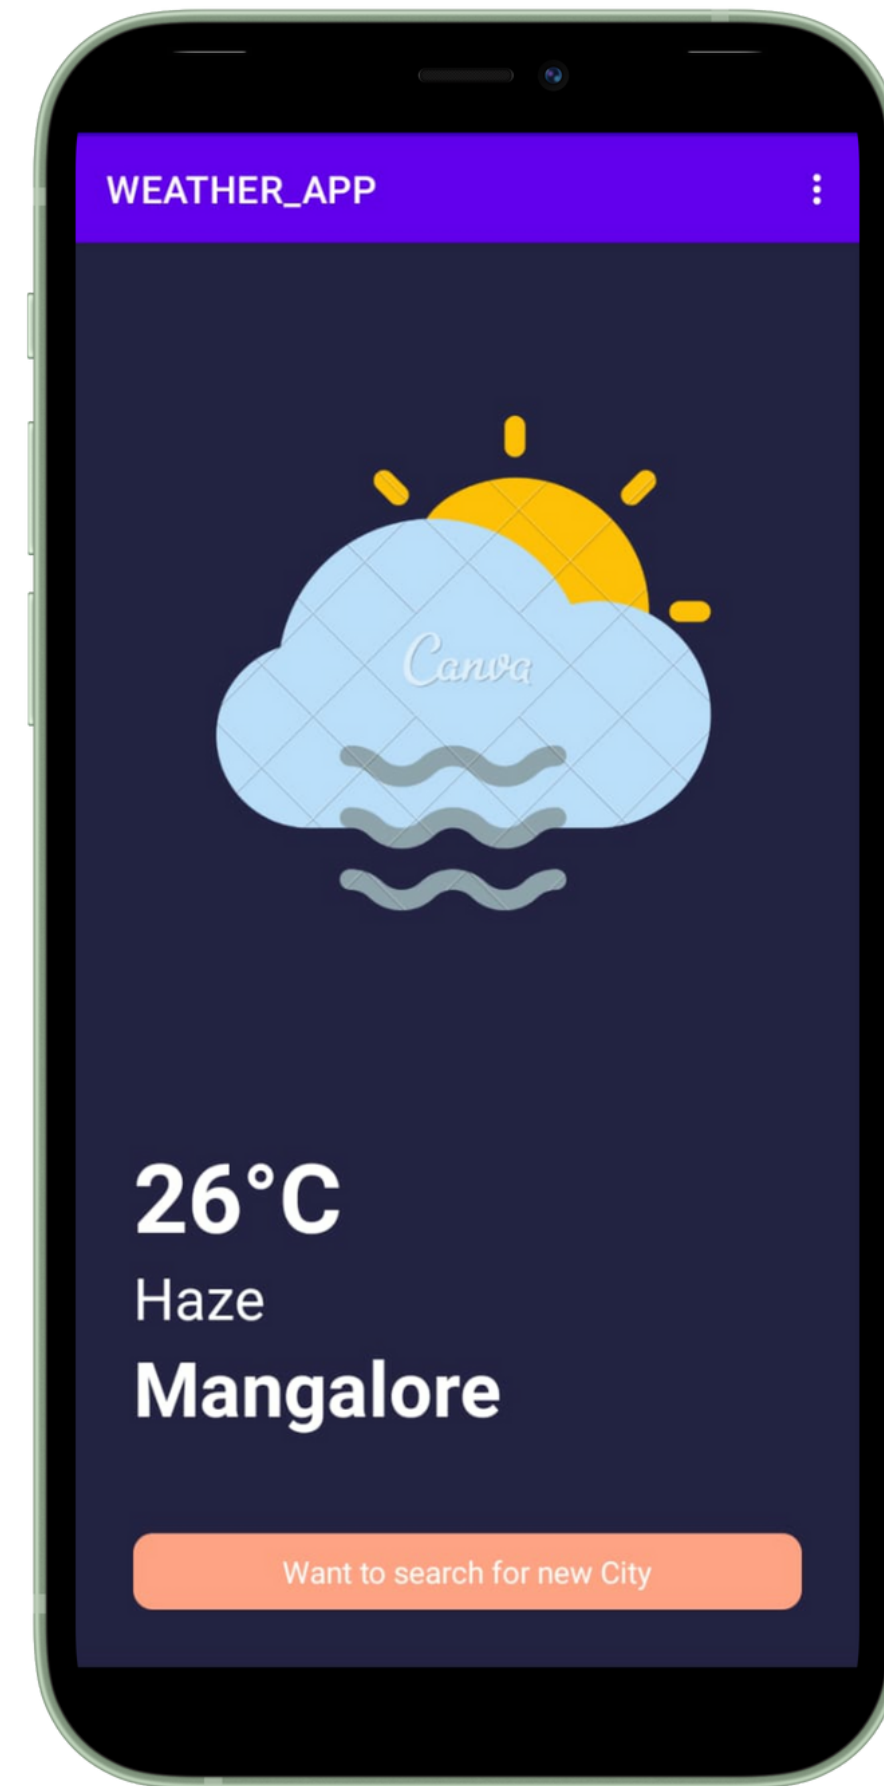 WEATHER_APP
Canva
26°C
Haze
Mangalore
Want to search for new City